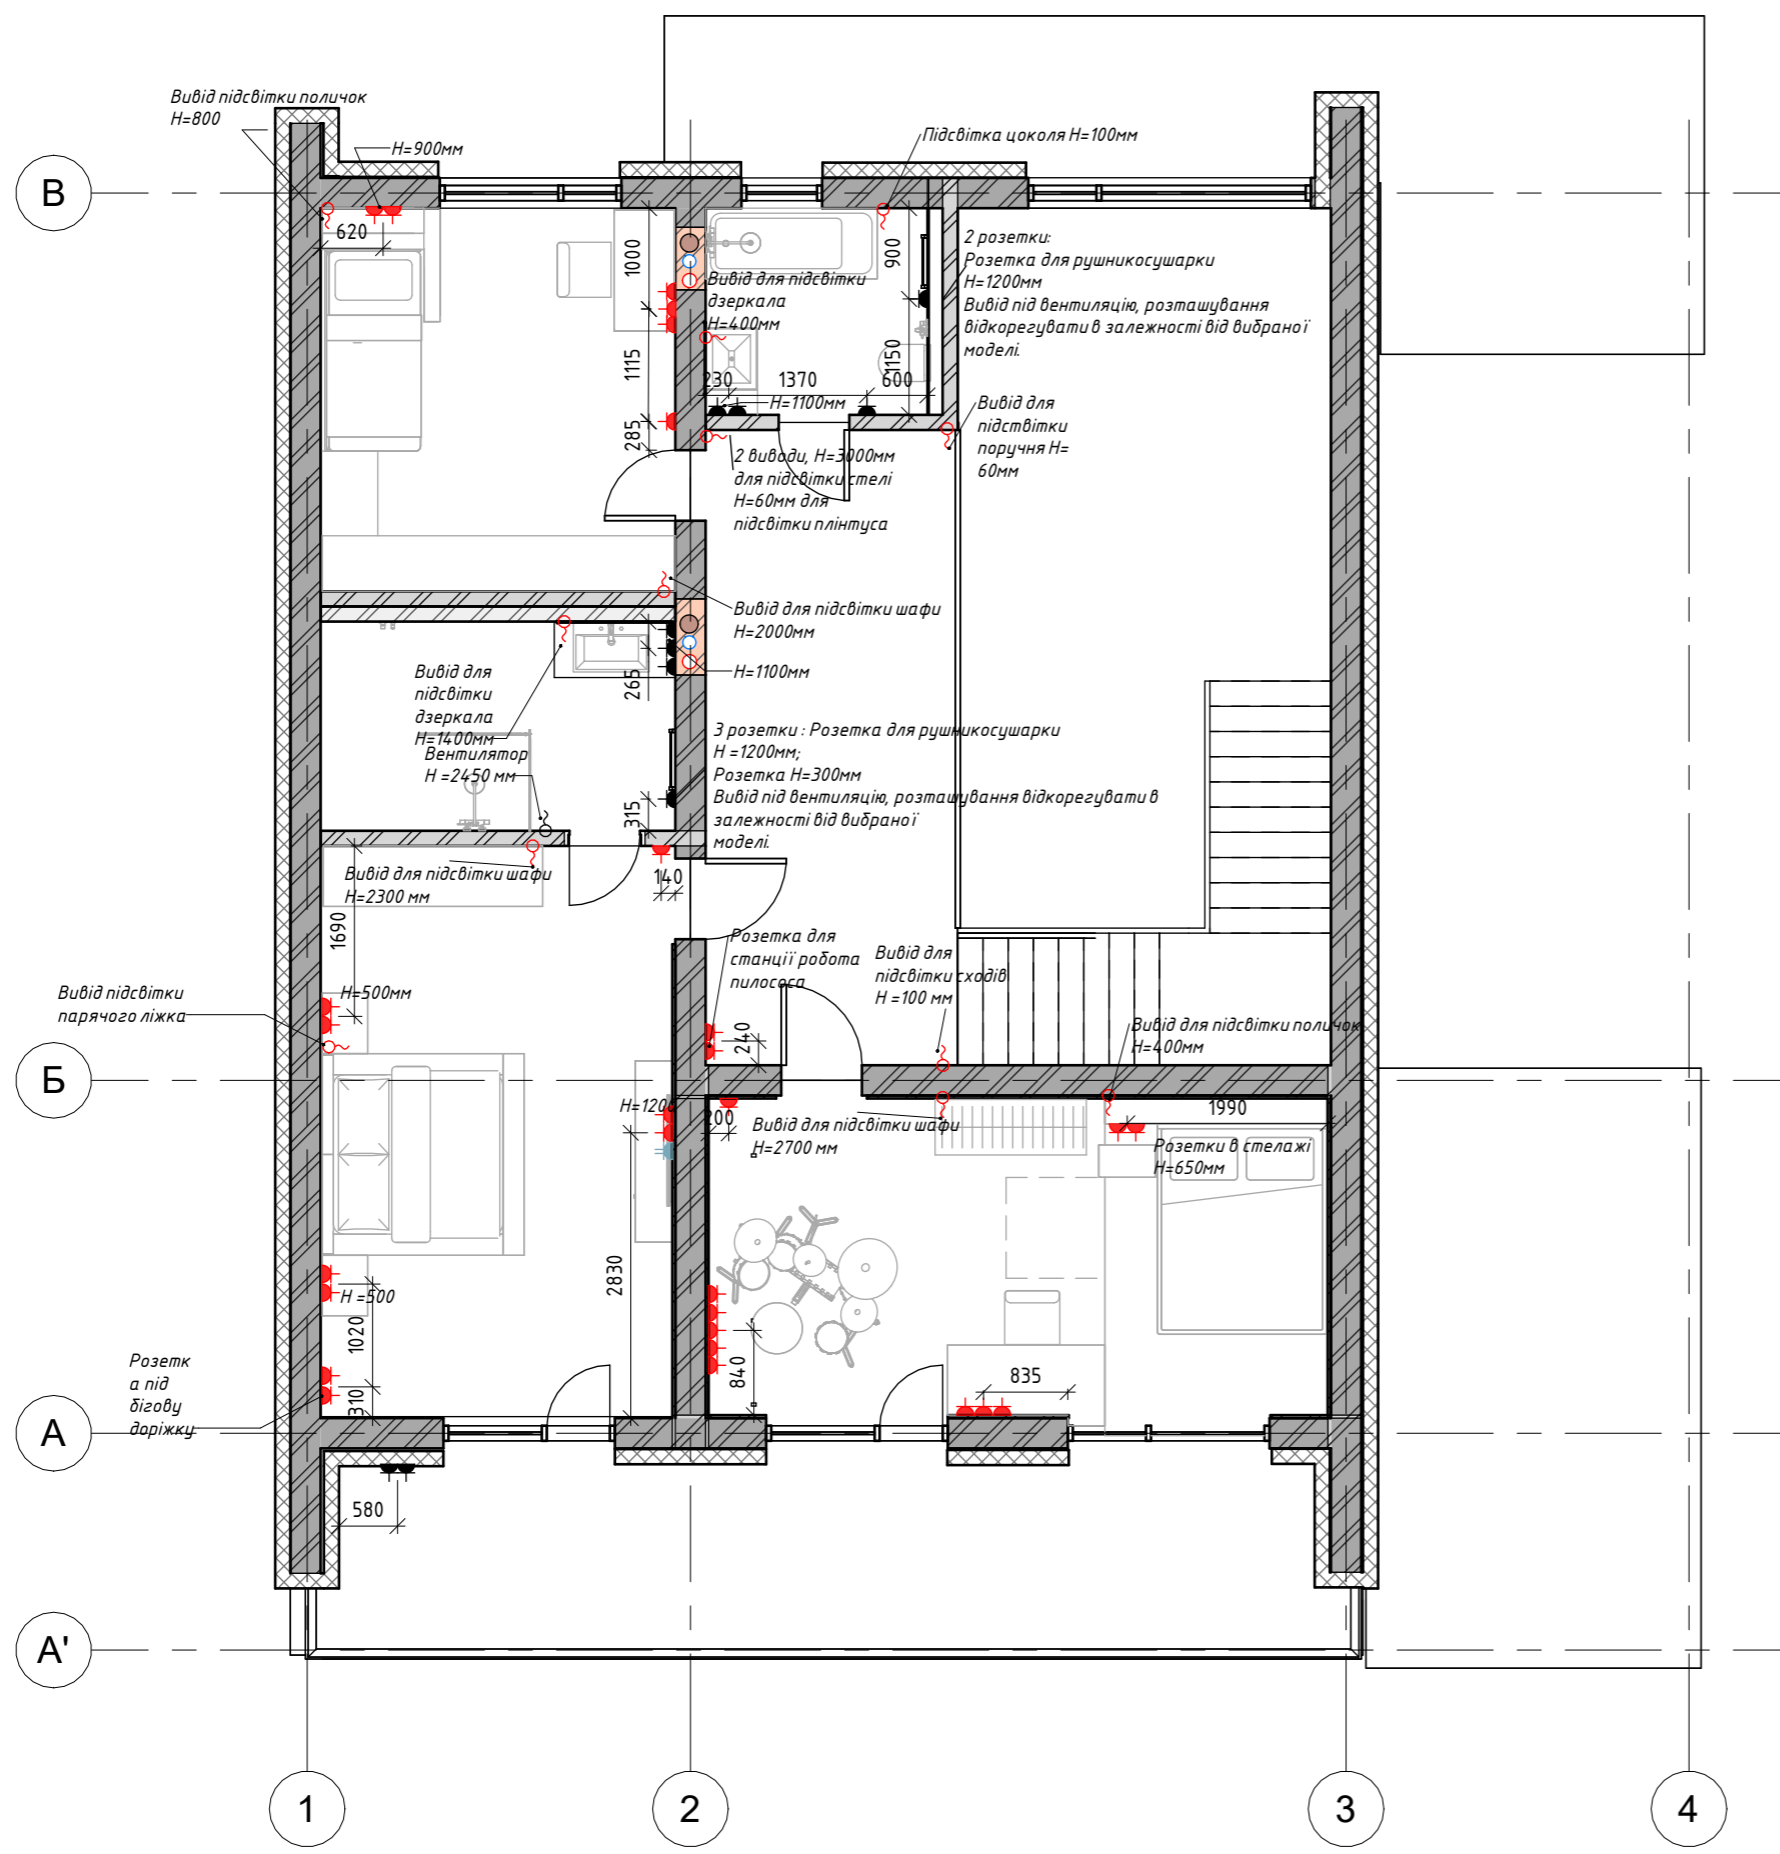 Вивід підсвітки поличок
H=800
H=900мм
Підсвітка цоколя H=100мм
В
620
1000
900
2 розетки:
Розетка для рушникосушарки
H=1200мм
Вивід під вентиляцію, розташування
відкорегувати в залежності від вибраної
моделі.
Вивід для підсвітки
дзеркала
H=400мм
1115
1150
230
1370
600
H=1100мм
285
Вивід для
підствітки
поручня H=
60мм
2 виводи, H=3000мм
для підсвітки стелі
H=60мм для
підсвітки плінтуса
Вивід для підсвітки шафи
H=2000мм
H=1100мм
265
Вивід для
підсвітки
дзеркала
H=1400мм
Вентилятор
H =2450 мм
3 розетки : Розетка для рушникосушарки
H =1200мм;
Розетка H=300мм
Вивід під вентиляцію, розташування відкорегувати в
залежності від вибраної
моделі.
315
140
Вивід для підсвітки шафи
H=2300 мм
1690
Розетка для
станції робота
пилососа
Вивід для
підсвітки сходів
H =100 мм
Вивід підсвітки
парячого ліжка
H=500мм
240
Вивід для підсвітки поличок
H=400мм
Б
H=1200
200
Вивід для підсвітки шафи
H=2700 мм
1990
Розетки в стелажі
H=650мм
2830
H =500
1020
310
840
835
Розетк
а під
бігову
доріжку
А
580
А'
1
2
3
4